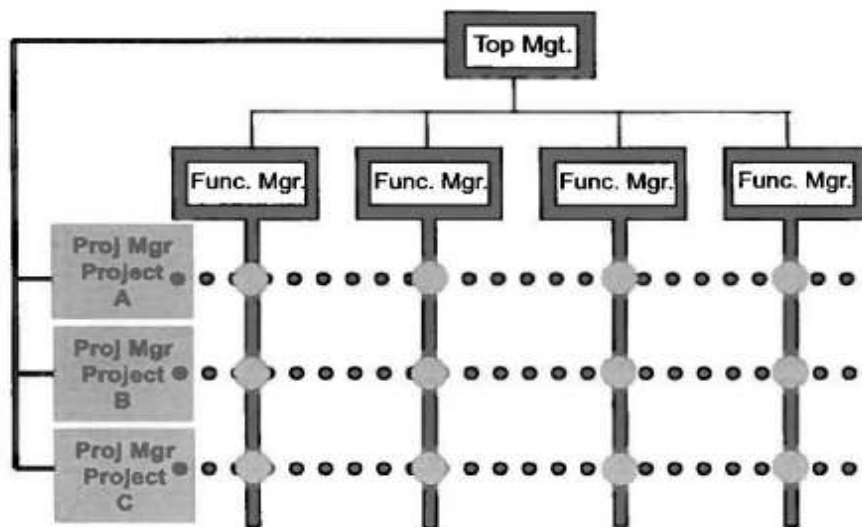 Top Mgt.
Func. Mgr.
Func. Mgr.
Func. Mgr.
Func. Mgr.
Proj Mgr
Project
A
Proj Mgr
Project
B
Proj Mgr
Project
C